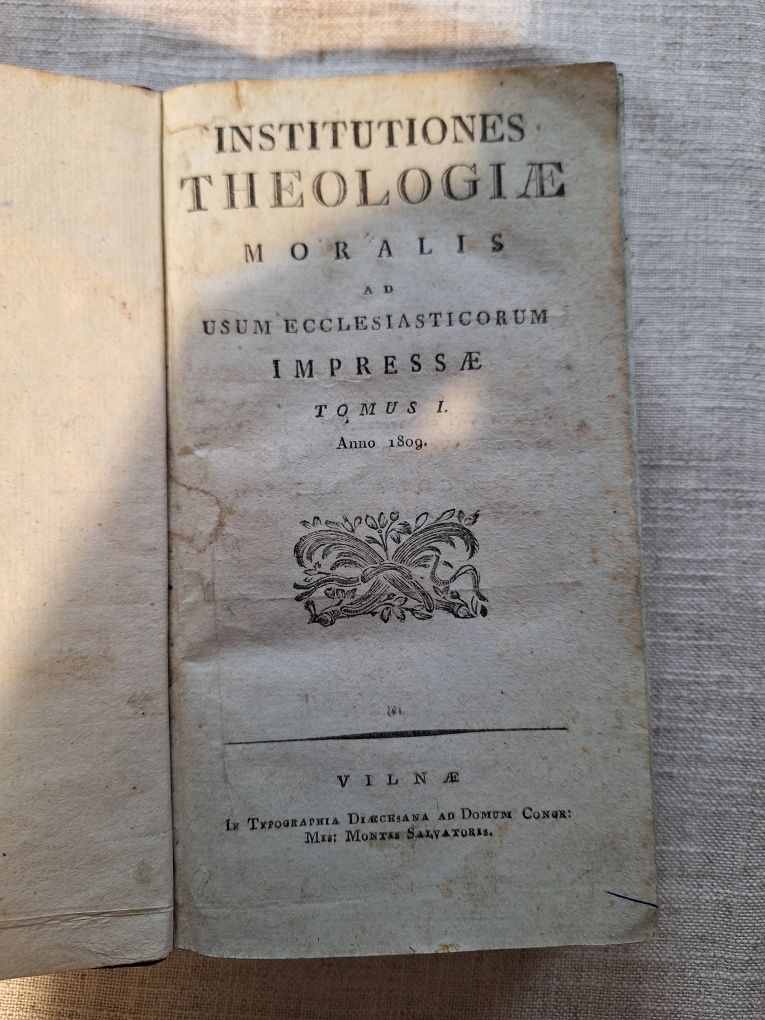 INSTITUTIONES
THEOLOGIÆ
MORALIS
AD
USUM ECCLESIASTICORUM
IMPRESSÆ
TOMUS I.
Anno 1809.
VILNÆ
In Typographia Diæcesana ad Domum Congr:
Mis: Montis Salvatoris.